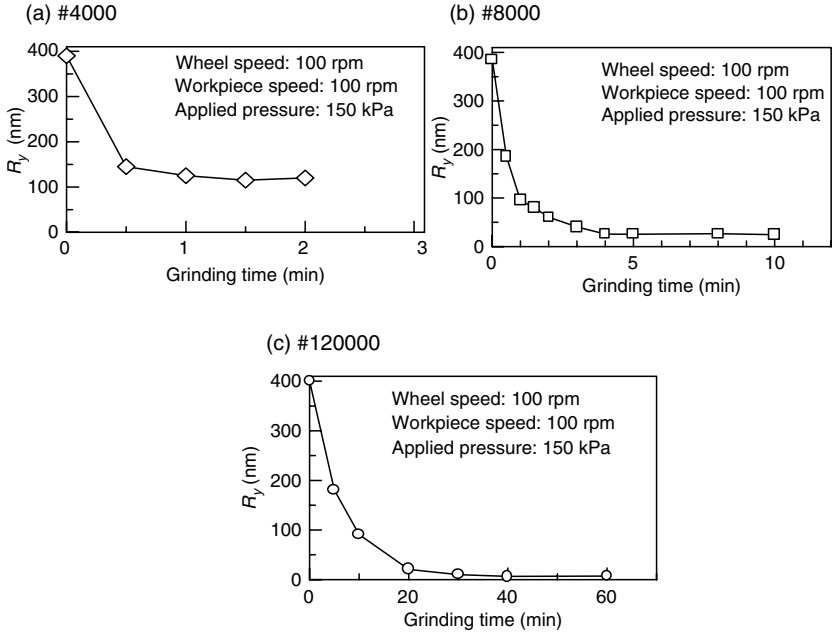 (a) #4000
400
300
200
100
0
R_y (nm)
Wheel speed: 100 rpm
Workpiece speed: 100 rpm
Applied pressure: 150 kPa
0
1
2
3
Grinding time (min)
(b) #8000
400
300
200
100
0
R_y (nm)
Wheel speed: 100 rpm
Workpiece speed: 100 rpm
Applied pressure: 150 kPa
0
5
10
Grinding time (min)
(c) #120000
400
300
200
100
0
R_y (nm)
Wheel speed: 100 rpm
Workpiece speed: 100 rpm
Applied pressure: 150 kPa
0
20
40
60
Grinding time (min)